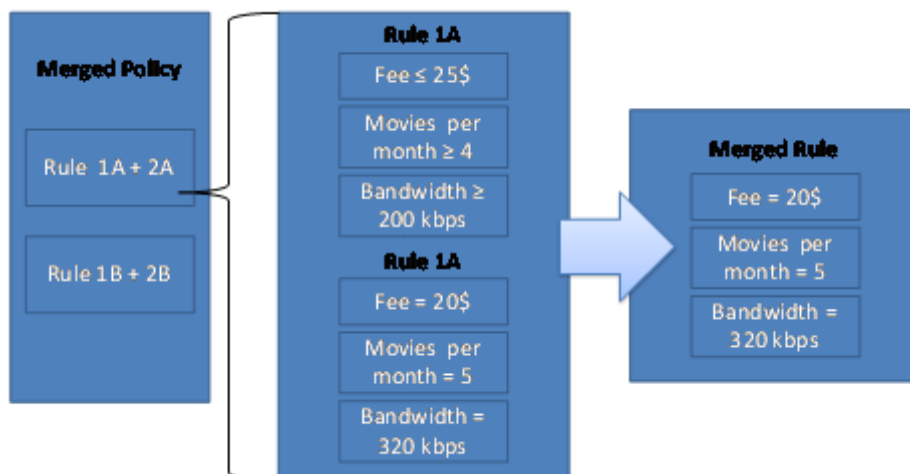 Merged Policy
Rule 1A + 2A
Rule 1B + 2B
Rule 1A
Fee ≤ 25$
Movies per
month ≥ 4
Bandwidth ≥
200 kbps
Rule 1A
Fee = 20$
Movies per
month = 5
Bandwidth =
320 kbps
Merged Rule
Fee = 20$
Movies per
month = 5
Bandwidth =
320 kbps